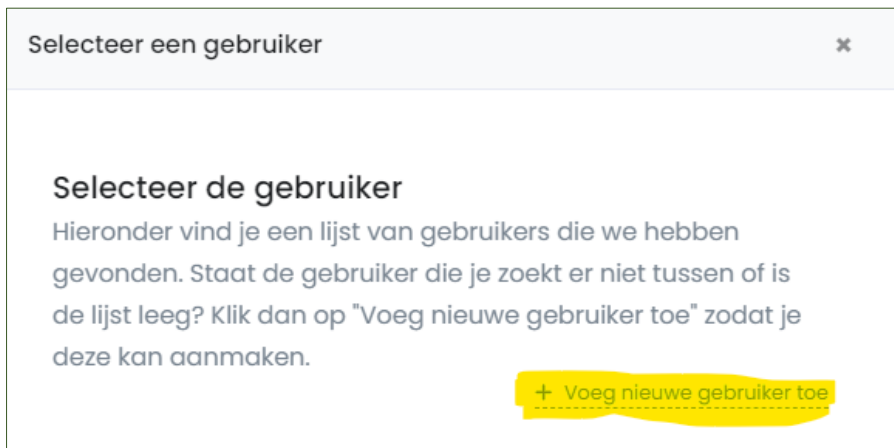 Selecteer een gebruiker
Selecteer de gebruiker
Hieronder vind je een lijst van gebruikers die we hebben
gevonden. Staat de gebruiker die je zoekt er niet tussen of is
de lijst leeg? Klik dan op "Voeg nieuwe gebruiker toe" zodat je
deze kan aanmaken.
+ Voeg nieuwe gebruiker toe